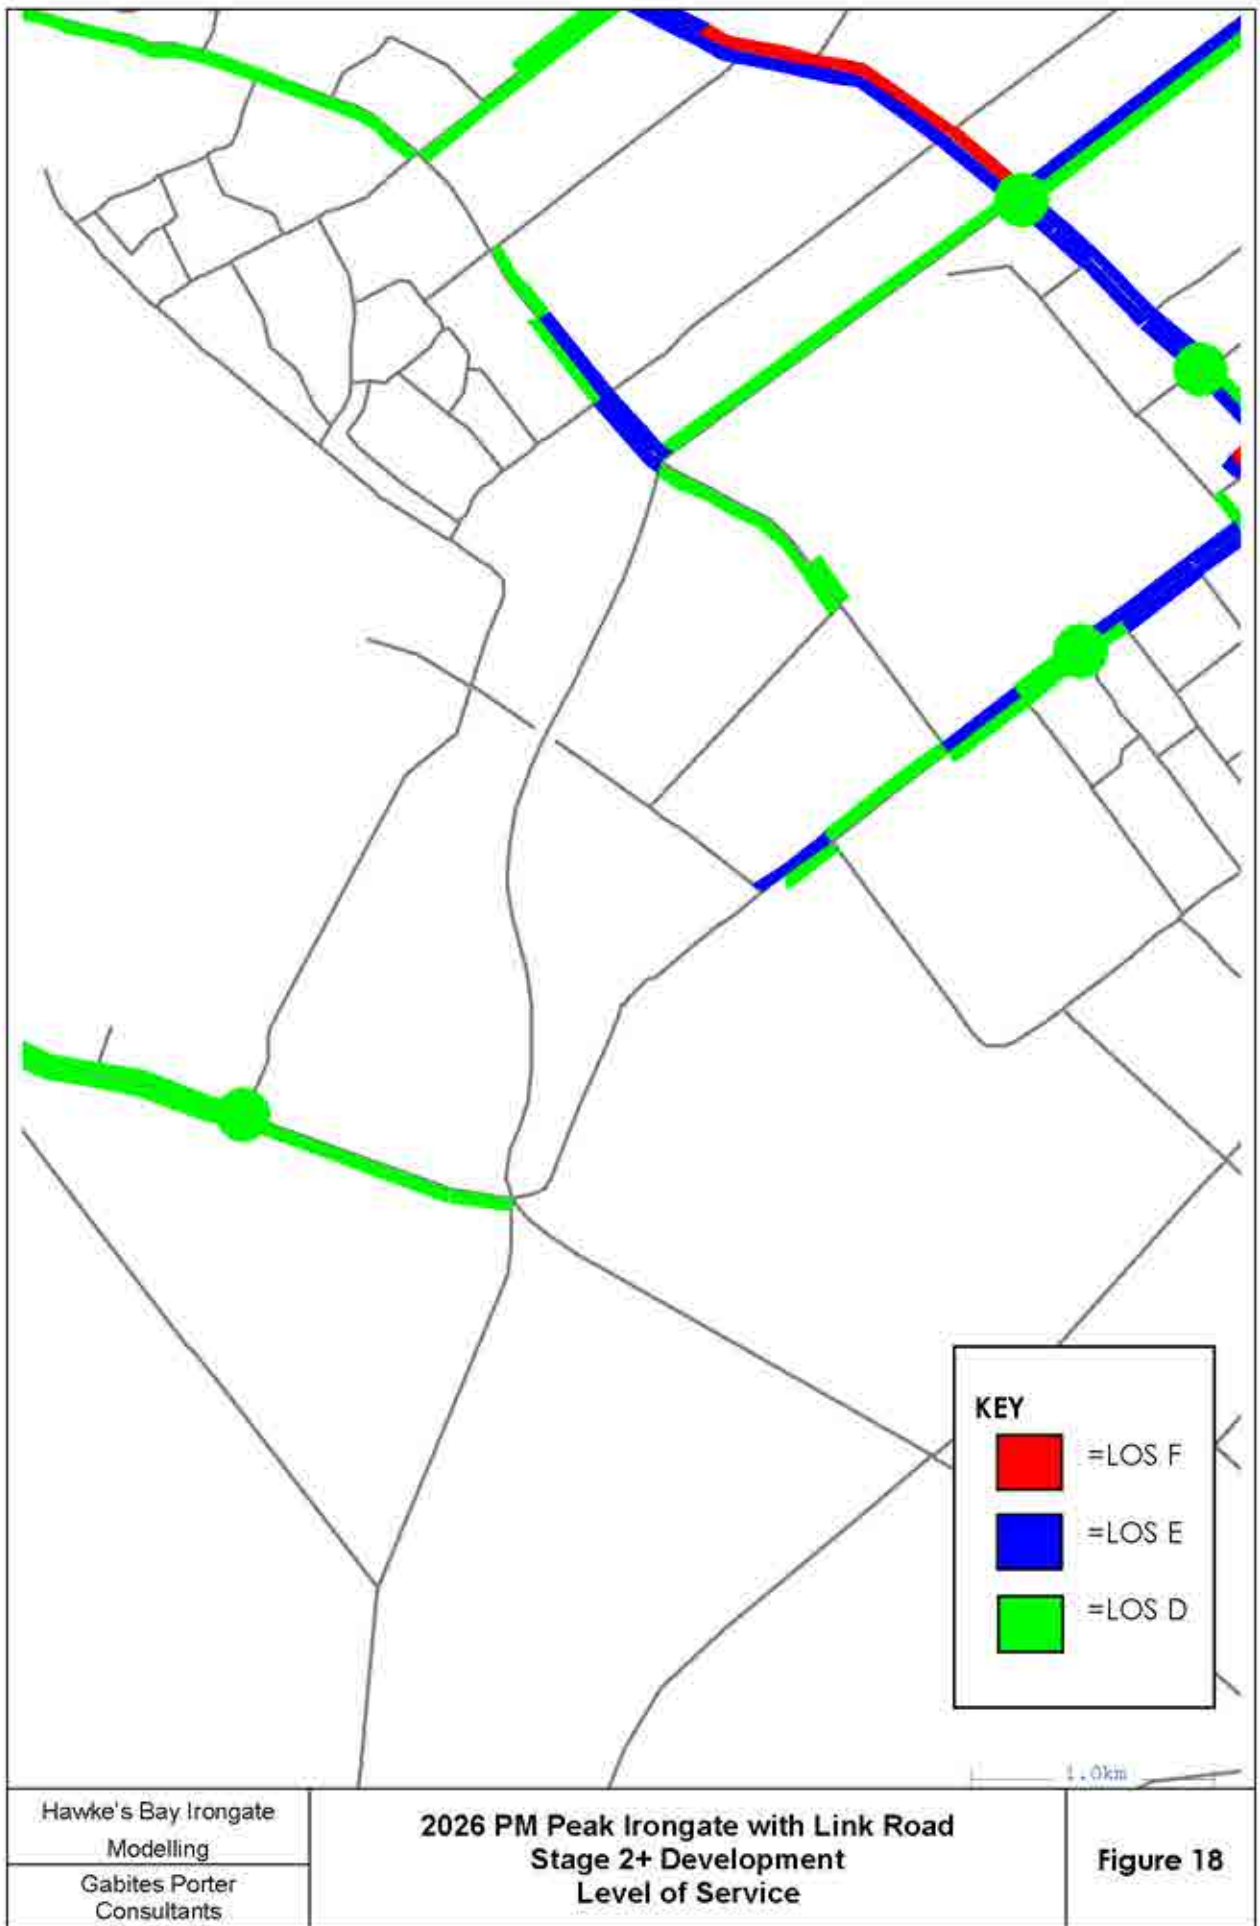 KEY
=LOS F
=LOS E
=LOS D
1.0km
Hawke's Bay Irongate
Modelling
Gabites Porter
Consultants
2026 PM Peak Irongate with Link Road
Stage 2+ Development
Level of Service
Figure 18